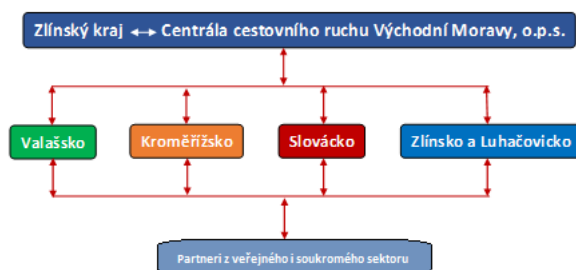 Zlínský kraj ↔ Centrála cestovního ruchu Východní Moravy, o.p.s.
Valašsko
Kroměřížsko
Slovácko
Zlínsko a Luhačovicko
Partneri z veřejného i soukromého sektoru